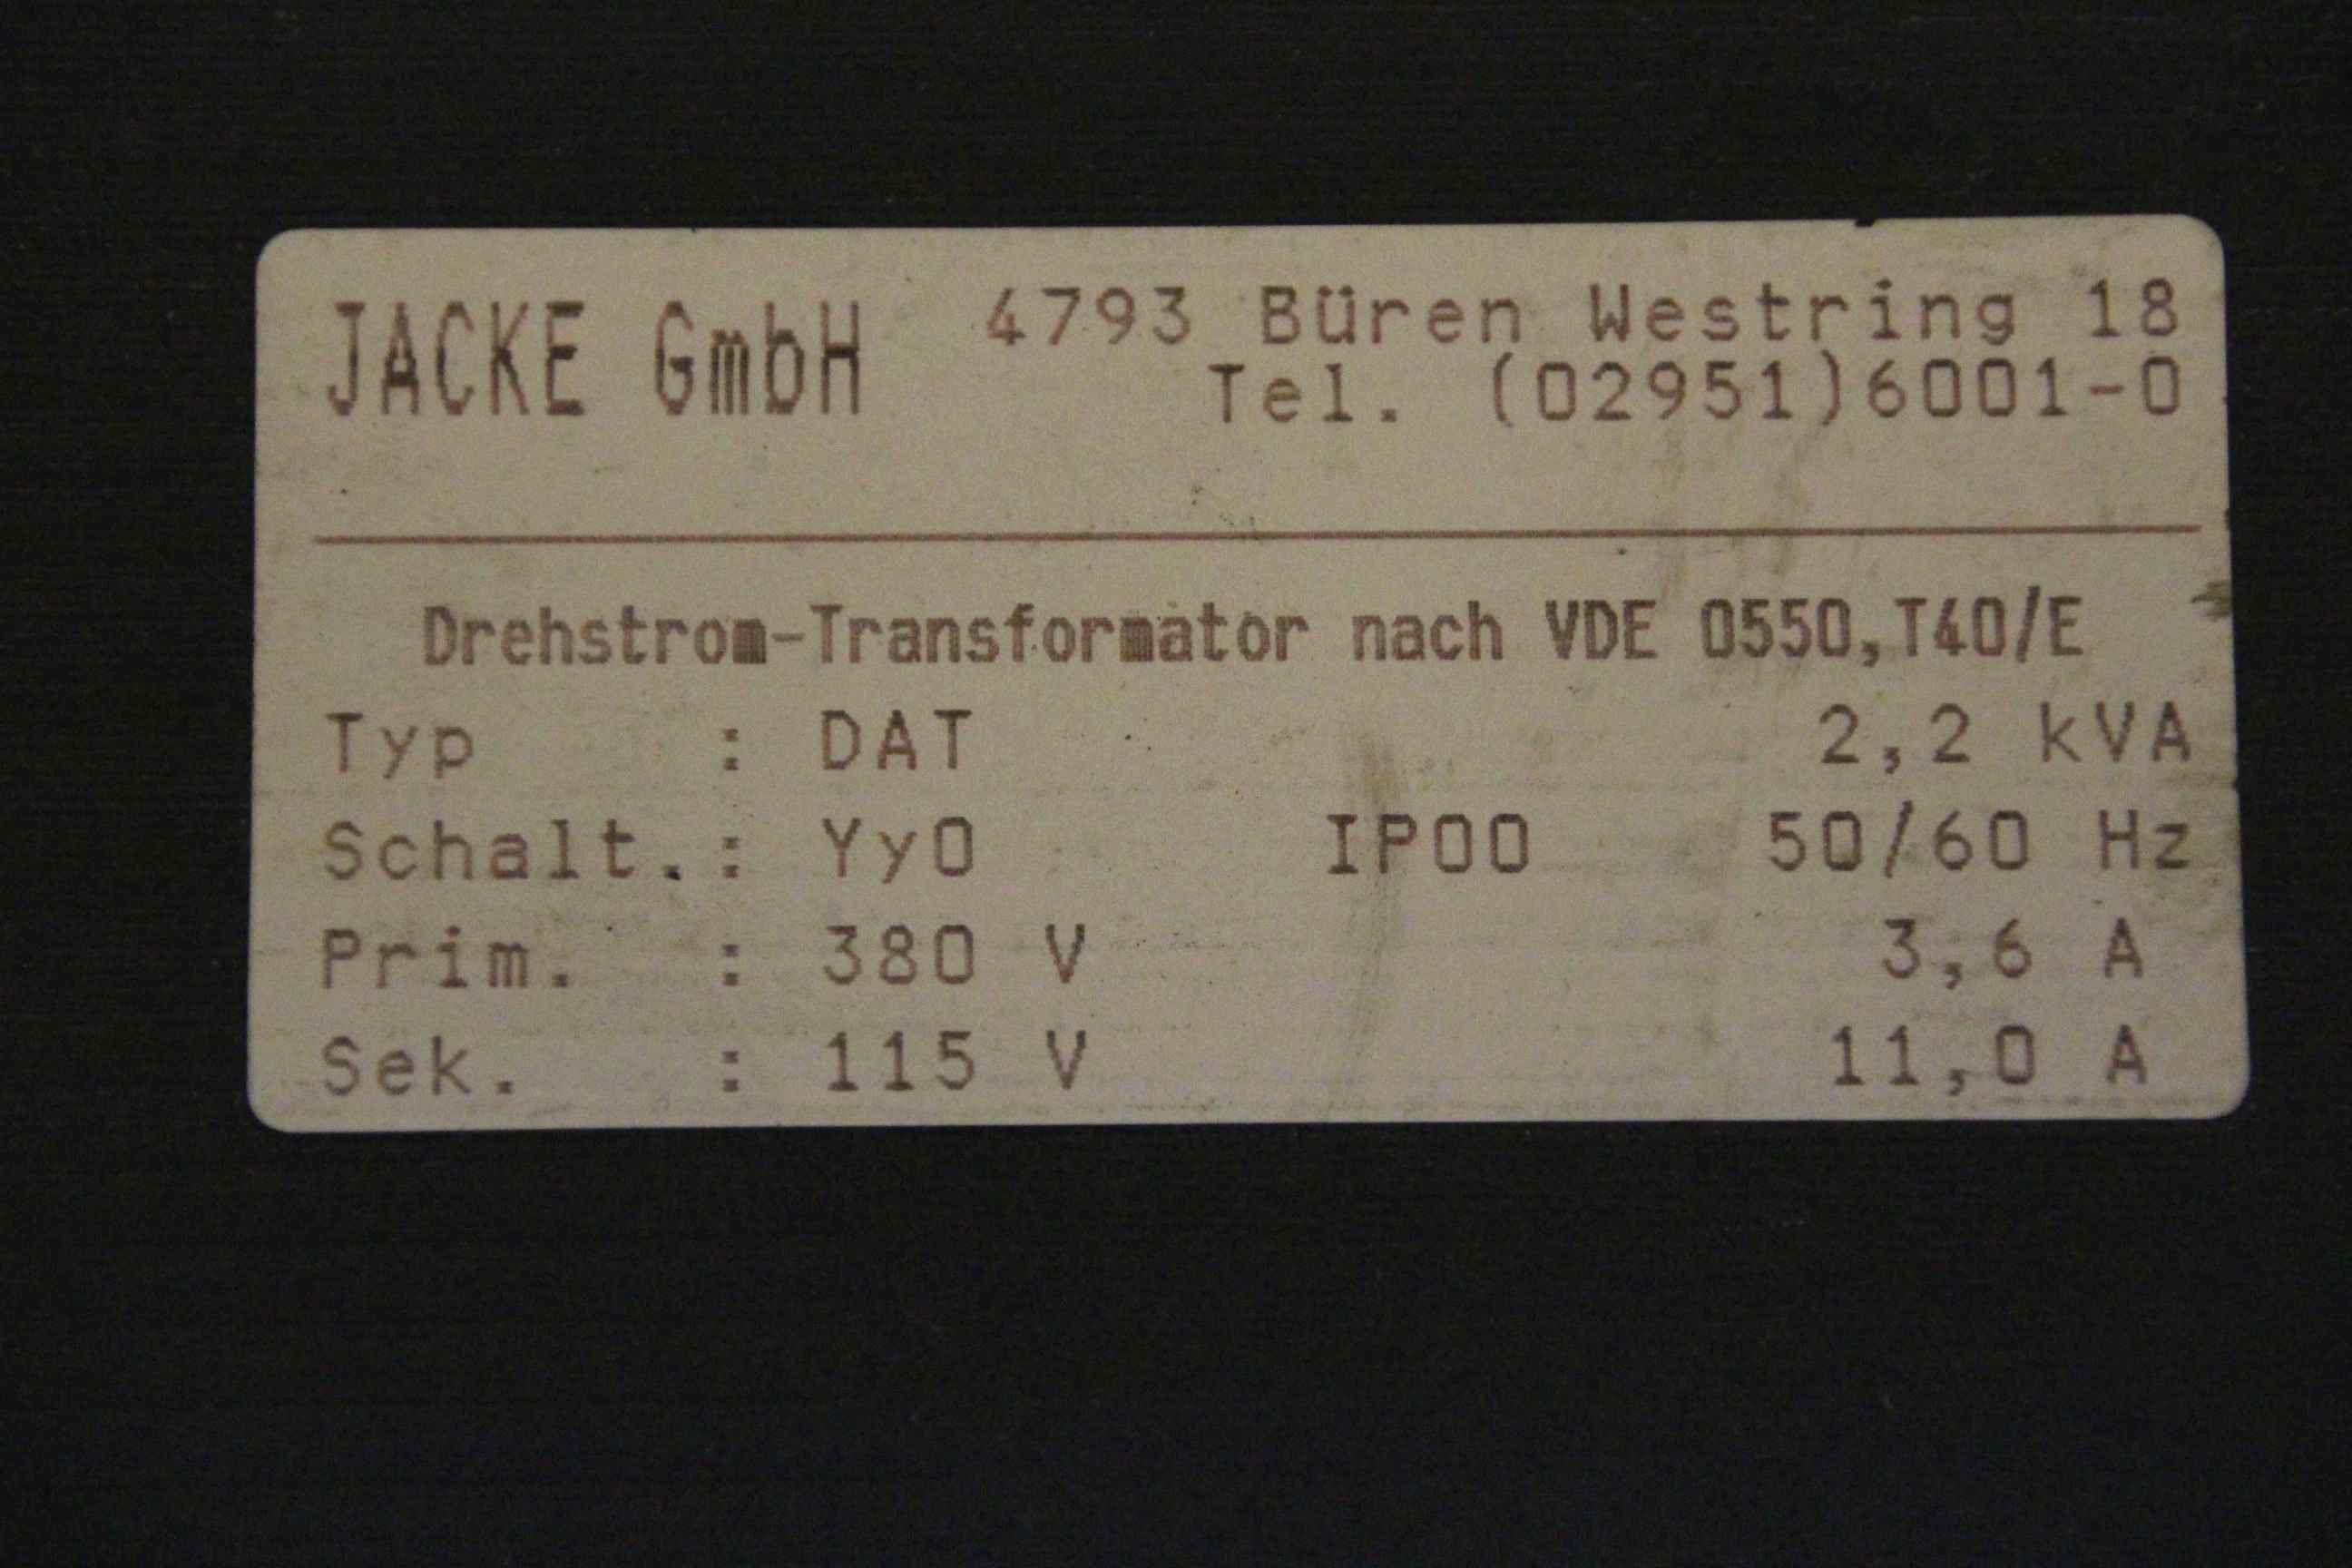 JACKE GmbH 4793 Büren Westring 18
Tel. (02951)6001-0
Drehstrom-Transformator nach VDE 0550,T40/E
Typ : DAT 2,2 kVA
Schalt.: Yy0 IP00 50/60 Hz
Prim. : 380 V 3,6 A
Sek. : 115 V 11,0 A